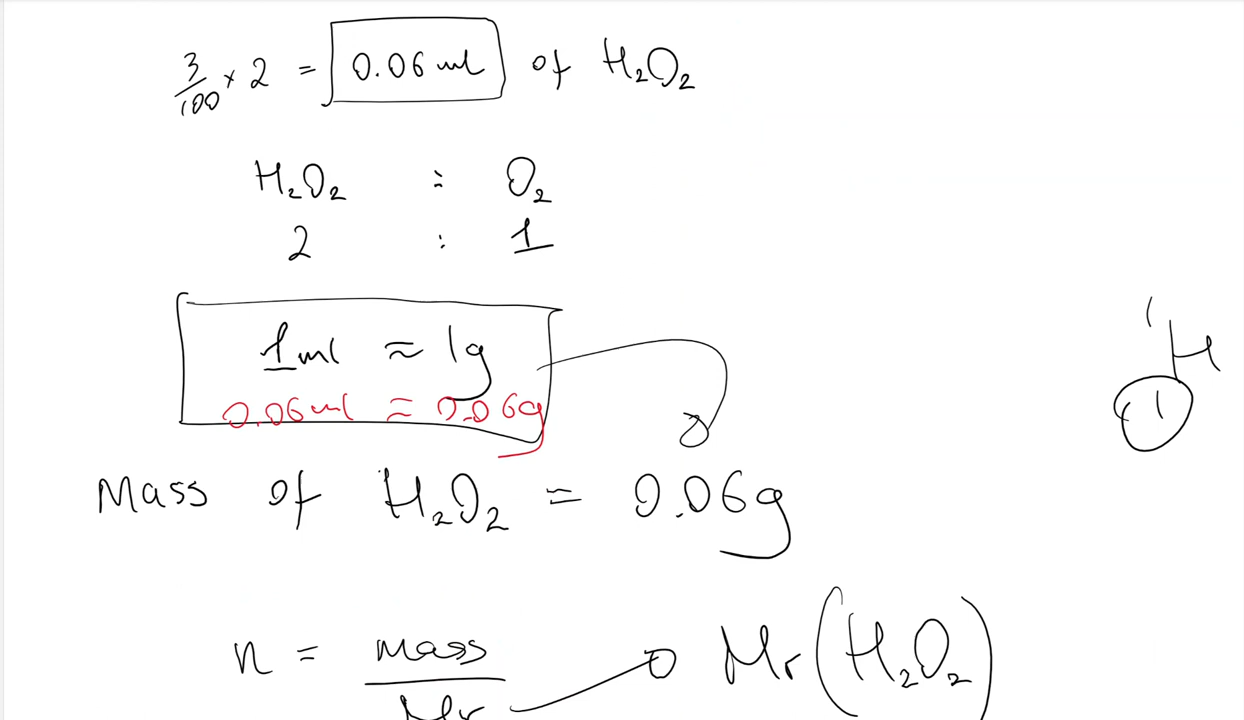 3/100 × 2 = 0.06 ml of H₂O₂
H₂O₂ : O₂
2 : 1
1ml ≈ 1g
0.06ml ≈ 0.06g
'H
1
Mass of H₂O₂ = 0.06g
n = Mass/Mr Mr(H₂O₂)